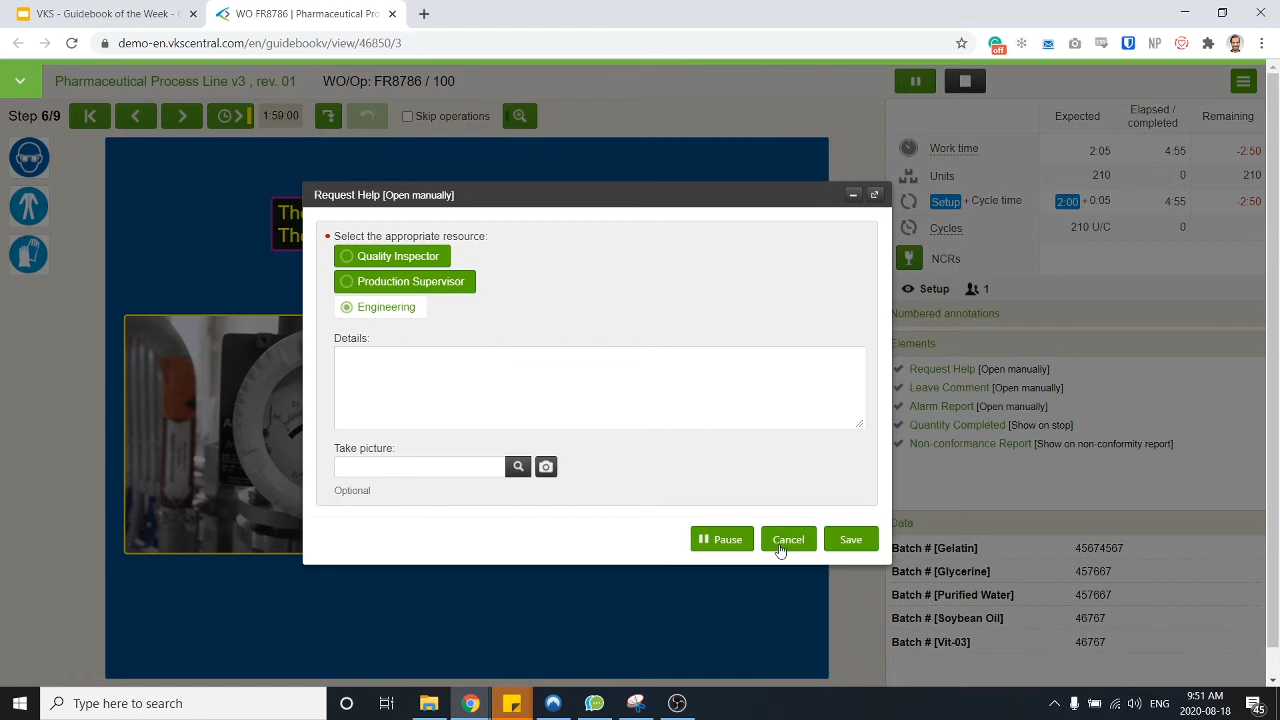 VKS - Guidebook of the Week - G
WO FR8786 | Pharmaceutical Pro
demo-en.vkscentral.com/en/guidebookv/view/46850/3
off
NP
Pharmaceutical Process Line v3 , rev. 01
WO/Op: FR8786 / 100
Step 6/9
1:59:00
Skip operations
Expected
Elapsed / completed
Remaining
Work time 2:05 4:55 -2:50
Units 210 0 210
Setup + Cycle time 2:00 + 0:05 4:55 -2:50
Cycles 210 U/C 0
NCRs
Setup 1
Numbered annotations
Elements
Request Help [Open manually]
Leave Comment [Open manually]
Alarm Report [Open manually]
Quantity Completed [Show on stop]
Non-conformance Report [Show on non-conformity report]
Data
Batch # [Gelatin] 45674567
Batch # [Glycerine] 457667
Batch # [Purified Water] 457667
Batch # [Soybean Oil] 46767
Batch # [Vit-03] 46767
The
The
Request Help [Open manually]
Select the appropriate resource:
Quality Inspector
Production Supervisor
Engineering
Details:
Take picture:
Optional
Pause
Cancel
Save
Type here to search
ENG
9:51 AM
2020-08-18
45